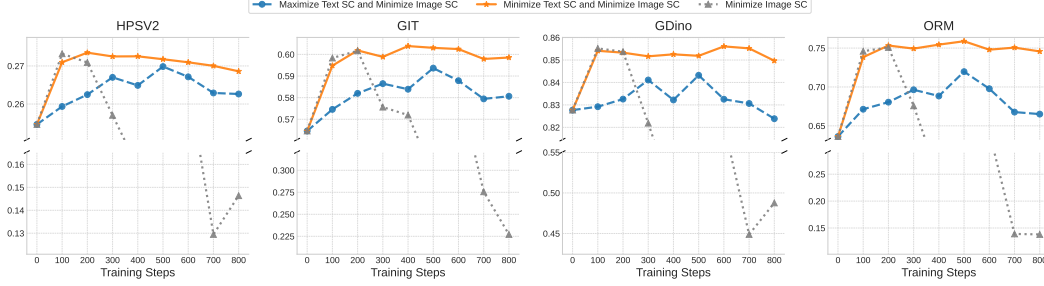 Maximize Text SC and Minimize Image SC Minimize Text SC and Minimize Image SC Minimize Image SC
HPSV2 GIT GDino ORM
0.27
0.26
0.16
0.15
0.14
0.13
0 100 200 300 400 500 600 700 800
Training Steps
0.60
0.59
0.58
0.57
0.300
0.275
0.250
0.225
0 100 200 300 400 500 600 700 800
Training Steps
0.86
0.85
0.84
0.83
0.82
0.55
0.50
0.45
0 100 200 300 400 500 600 700 800
Training Steps
0.75
0.70
0.65
0.25
0.20
0.15
0 100 200 300 400 500 600 700 800
Training Steps